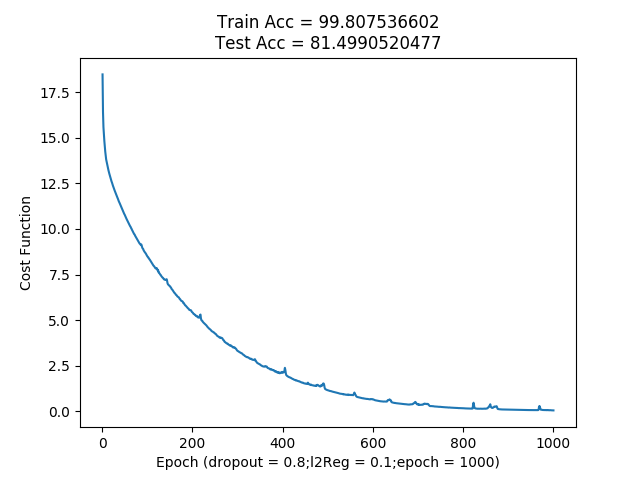 Train Acc = 99.807536602
Test Acc = 81.4990520477
17.5
15.0
12.5
10.0
7.5
5.0
2.5
0.0
Cost Function
0 200 400 600 800 1000
Epoch (dropout = 0.8;l2Reg = 0.1;epoch = 1000)